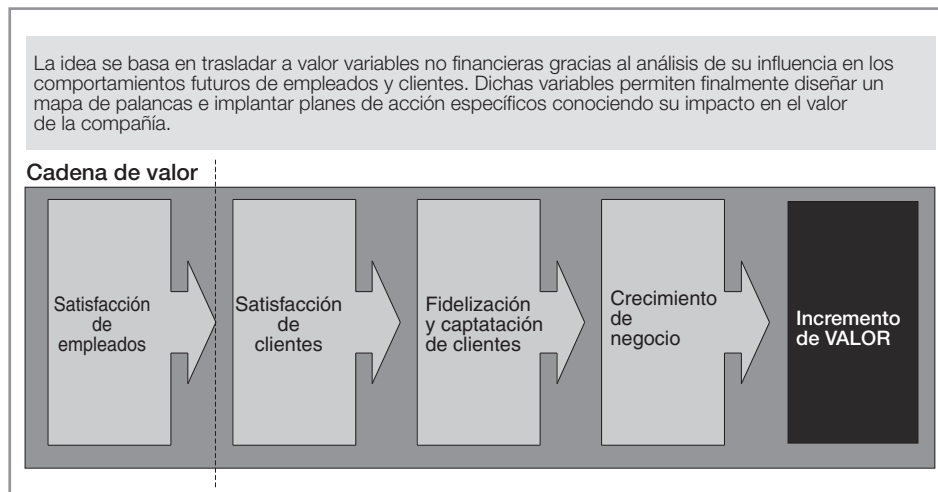 La idea se basa en trasladar a valor variables no financieras gracias al análisis de su influencia en los
comportamientos futuros de empleados y clientes. Dichas variables permiten finalmente diseñar un
mapa de palancas e implantar planes de acción específicos conociendo su impacto en el valor
de la compañía.
Cadena de valor
Satisfacción
de
empleados
Satisfacción
de
clientes
Fidelización
y captatación
de clientes
Crecimiento
de
negocio
Incremento
de VALOR